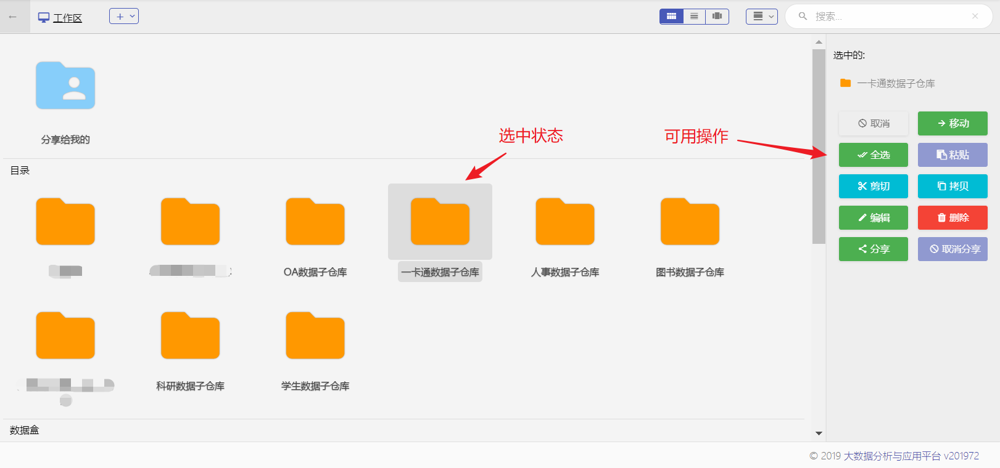 工作区
搜索...
分享给我的
目录
OA数据子仓库
一卡通数据子仓库
人事数据子仓库
图书数据子仓库
科研数据子仓库
学生数据子仓库
数据盒
选中状态
可用操作
选中的:
一卡通数据子仓库
取消
移动
全选
粘贴
剪切
拷贝
编辑
删除
分享
取消分享
© 2019 大数据分析与应用平台 v201972